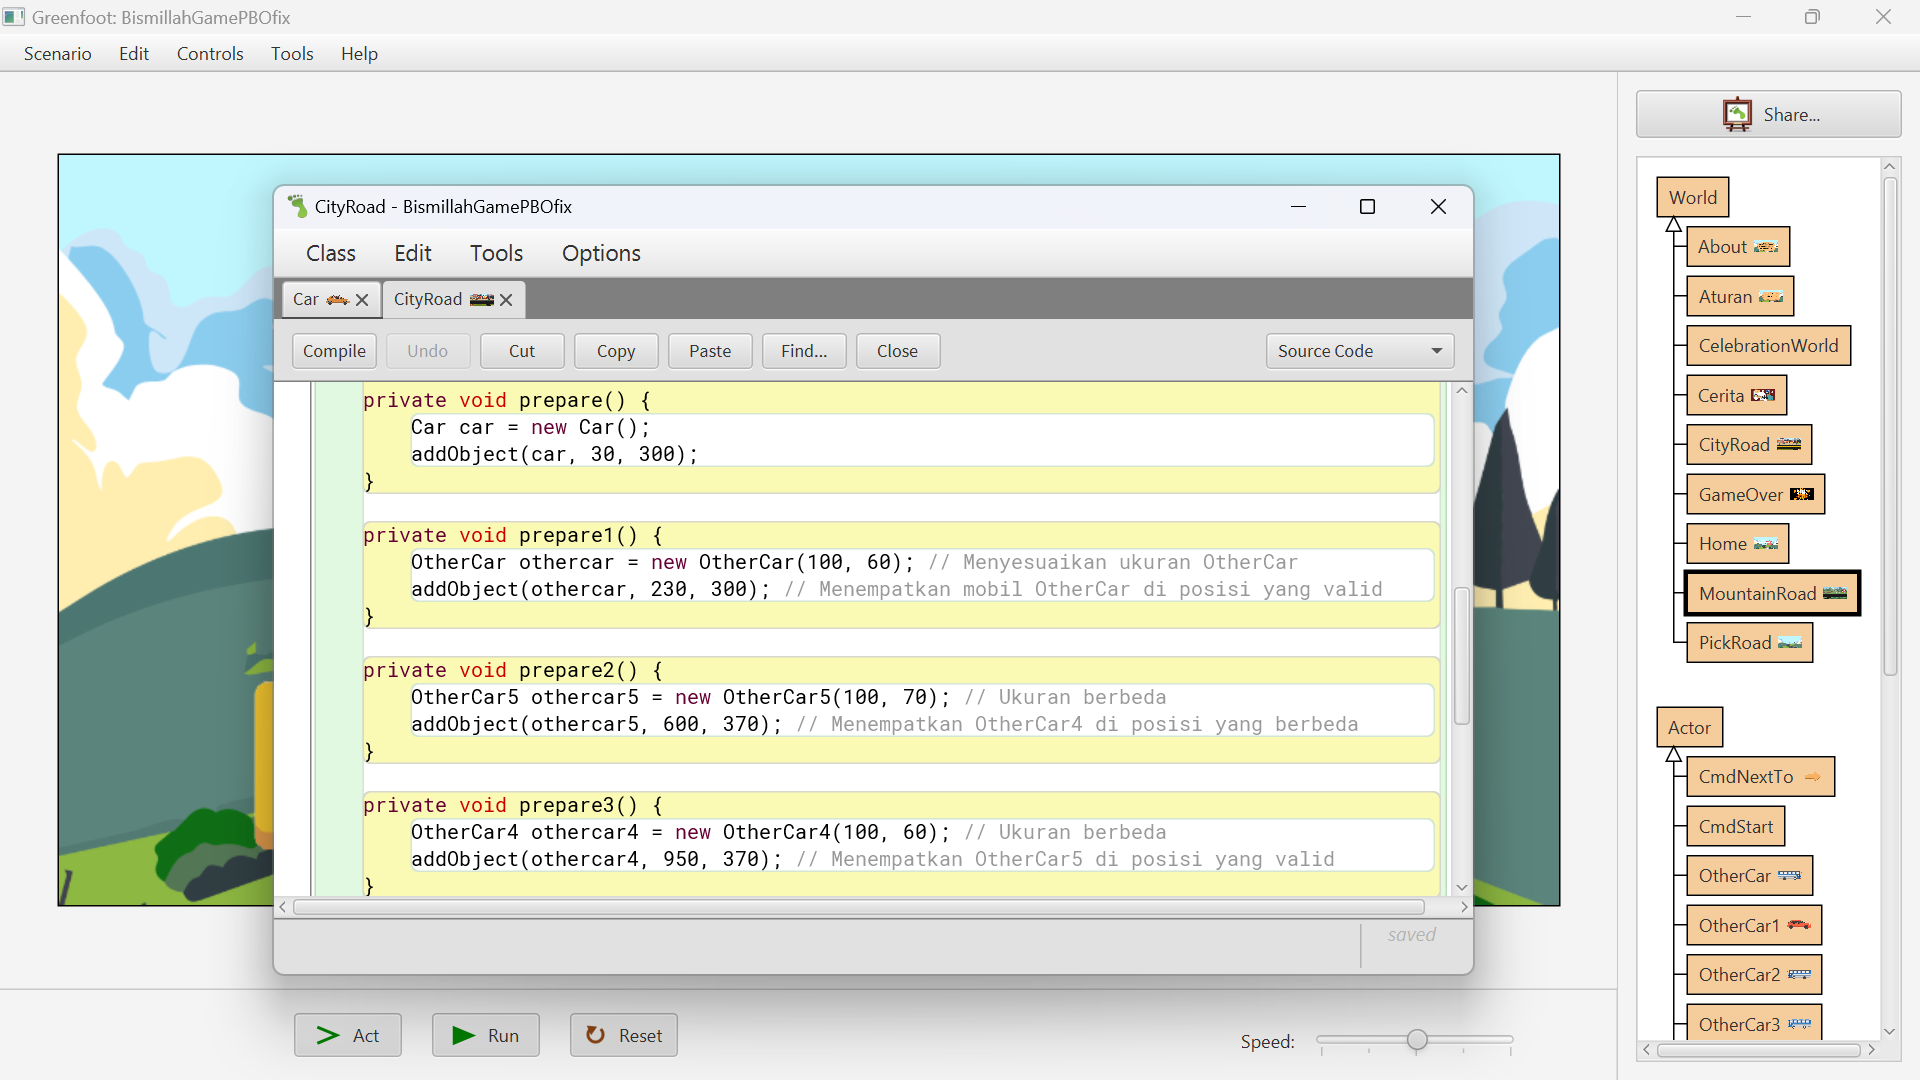 Greenfoot: BismillahGamePBOfix
Scenario Edit Controls Tools Help
Share...
CityRoad - BismillahGamePBOfix
Class Edit Tools Options
Car CityRoad
Compile Undo Cut Copy Paste Find... Close Source Code
private void prepare() {
Car car = new Car();
addObject(car, 30, 300);
}
private void prepare1() {
OtherCar othercar = new OtherCar(100, 60); // Menyesuaikan ukuran OtherCar
addObject(othercar, 230, 300); // Menempatkan mobil OtherCar di posisi yang valid
}
private void prepare2() {
OtherCar5 othercar5 = new OtherCar5(100, 70); // Ukuran berbeda
addObject(othercar5, 600, 370); // Menempatkan OtherCar4 di posisi yang berbeda
}
private void prepare3() {
OtherCar4 othercar4 = new OtherCar4(100, 60); // Ukuran berbeda
addObject(othercar4, 950, 370); // Menempatkan OtherCar5 di posisi yang valid
}
saved
Act Run Reset Speed:
World
About
Aturan
CelebrationWorld
Cerita
CityRoad
GameOver
Home
MountainRoad
PickRoad
Actor
CmdNextTo
CmdStart
OtherCar
OtherCar1
OtherCar2
OtherCar3